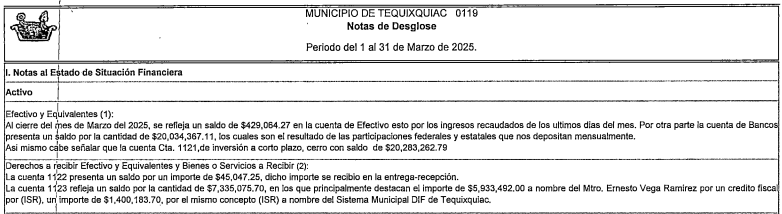 MUNICIPIO DE TEQUIXQUIAC 0119
Notas de Desglose
Periodo del 1 al 31 de Marzo de 2025.
I. Notas al Estado de Situación Financiera
Activo
Efectivo y Equivalentes (1):
Al cierre del mes de Marzo del 2025, se refleja un saldo de $429,064.27 en la cuenta de Efectivo esto por los ingresos recaudados de los ultimos días del mes. Por otra parte la cuenta de Bancos
presenta un saldo por la cantidad de $20,034,367.11, los cuales son el resultado de las participaciones federales y estatales que nos depositan mensualmente.
Asi mismo cabe señalar que la cuenta Cta. 1121,de inversión a corto plazo, cerro con saldo de $20,283,262.79
Derechos a recibir Efectivo y Equivalentes y Bienes o Servicios a Recibir (2):
La cuenta 1122 presenta un saldo por un importe de $45,047.25, dicho importe se recibio en la entrega-recepción.
La cuenta 1123 refleja un saldo por la cantidad de $7,335,075.70, en los que principalmente destacan el importe de $5,933,492.00 a nombre del Mtro. Ernesto Vega Ramirez por un credito fiscal
por (ISR), un importe de $1,400,183.70, por el mismo concepto (ISR) a nombre del Sistema Municipal DIF de Tequixquiac.